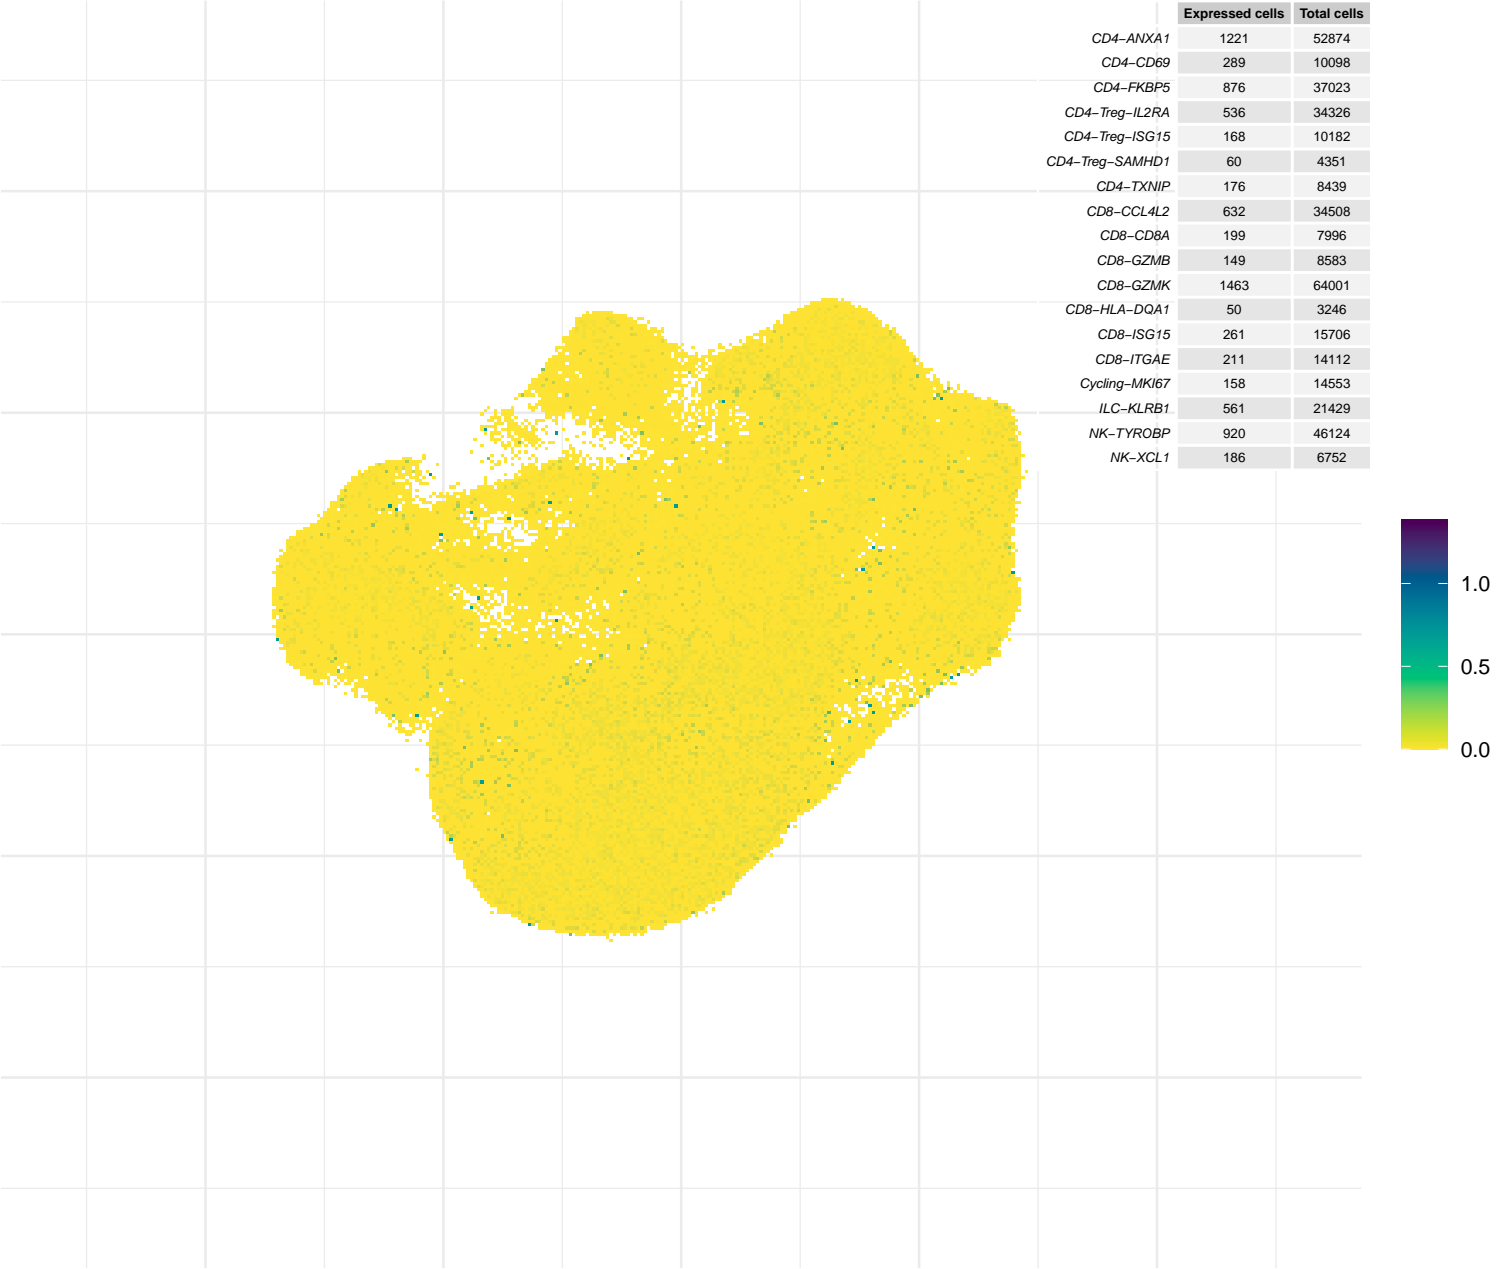 Expressed cells Total cells
CD4−ANXA1 1221 52874
CD4−CD69 289 10098
CD4−FKBP5 876 37023
CD4−Treg−IL2RA 536 34326
CD4−Treg−ISG15 168 10182
CD4−Treg−SAMHD1 60 4351
CD4−TXNIP 176 8439
CD8−CCL4L2 632 34508
CD8−CD8A 199 7996
CD8−GZMB 149 8583
CD8−GZMK 1463 64001
CD8−HLA−DQA1 50 3246
CD8−ISG15 261 15706
CD8−ITGAE 211 14112
Cycling−MKI67 158 14553
ILC−KLRB1 561 21429
NK−TYROBP 920 46124
NK−XCL1 186 6752
1.0
0.5
0.0